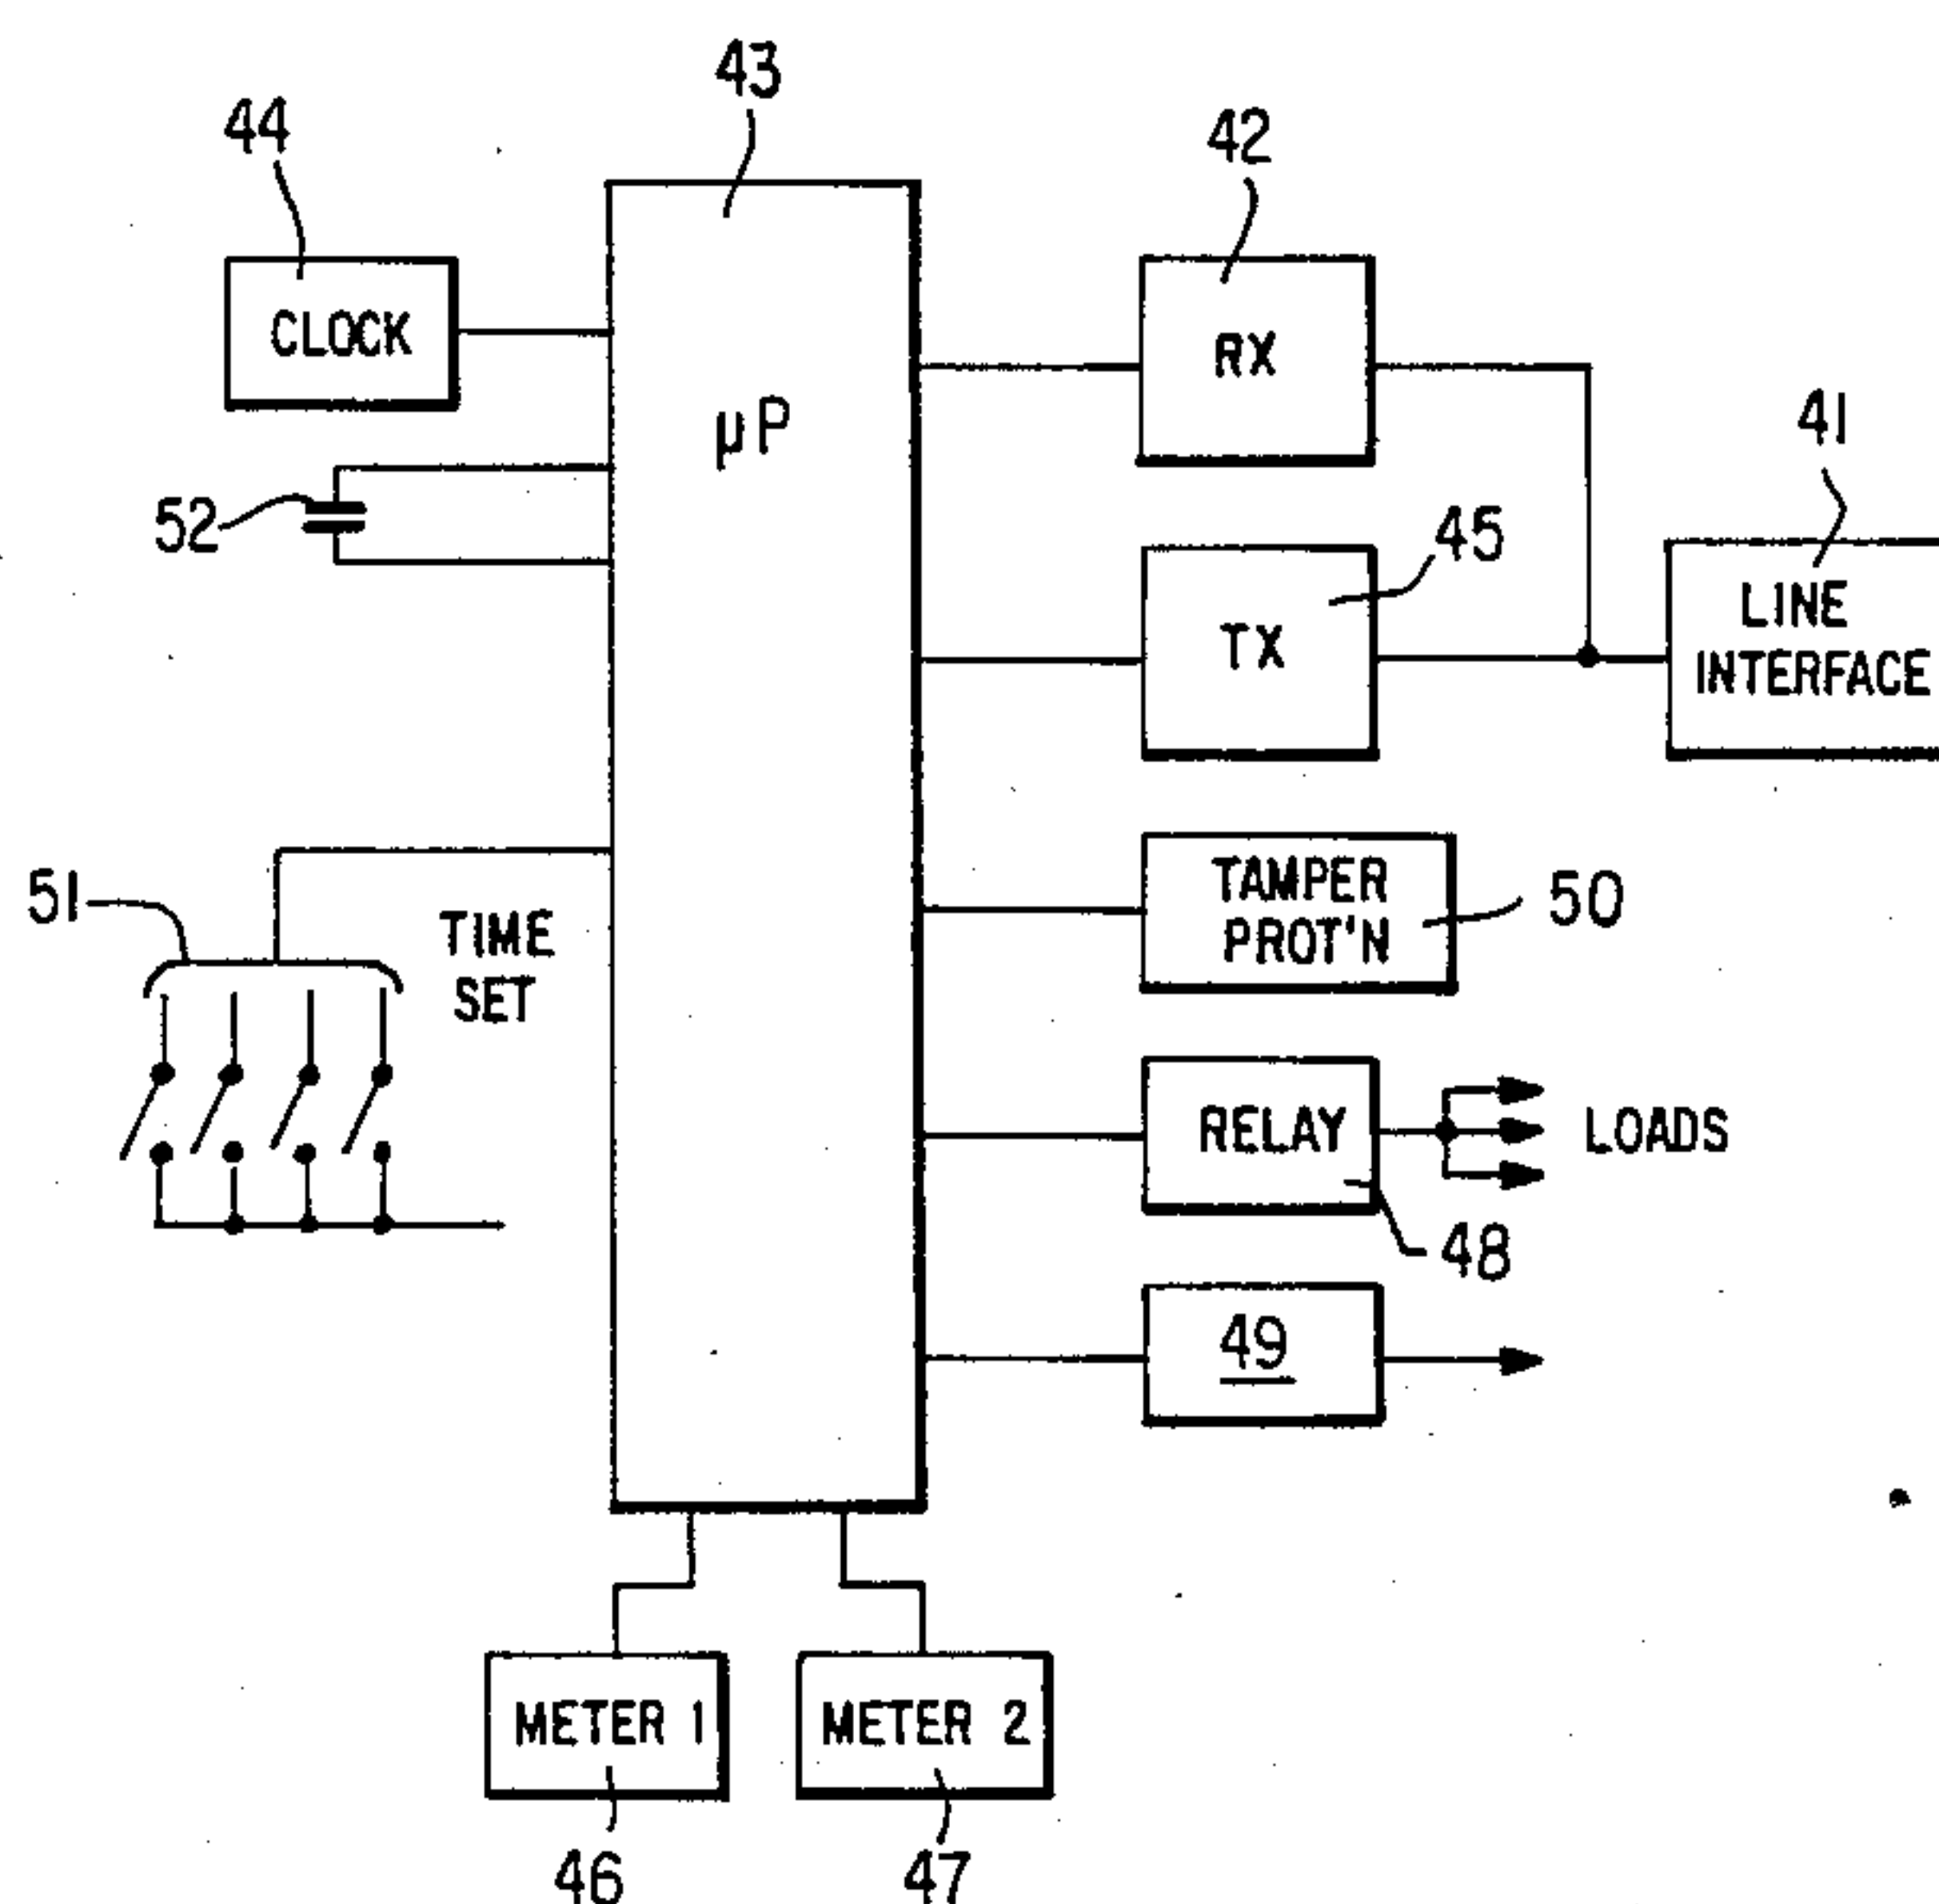 43
44
42
CLOCK
RX
µP
41
52
45
LINE
INTERFACE
TX
51
TIME
SET
TAMPER
PROT'N
50
RELAY
LOADS
48
49
METER 1
METER 2
46
47